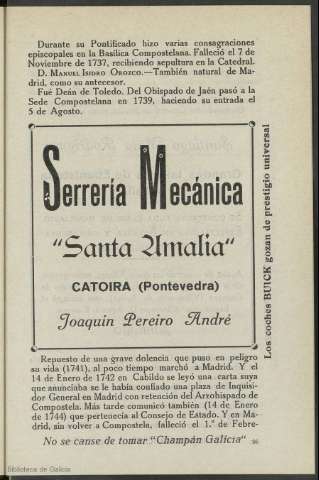 Durante su Pontificado hizo varias consagraciones
episcopales en la Basílica Compostelana. Falleció el 7 de
Noviembre de 1737, recibiendo sepultura en la Catedral.
D. MANUEL ISIDRO OROZCO.—También natural de Ma-
drid, como su antecesor.
Fué Deán de Toledo. Del Obispado de Jaén pasó a la
Sede Compostelana en 1739, haciendo su entrada el
5 de Agosto.
Serrería Mecánica
"Santa Amalia"
CATOIRA (Pontevedra)
Joaquín Pereiro André
Los coches BUICK gozan de prestigio universal
Repuesto de una grave dolencia que puso en peligro
su vida (1741), al poco tiempo marchó a Madrid. Y el
14 de Enero de 1742 en Cabildo se leyó una carta suya
que anunciaba se le había confiado una plaza de Inquisi-
dor General en Madrid con retención del Arzobispado de
Compostela. Más tarde comunicó también (14 de Enero
de 1744) que pertenecía al Consejo de Estado. Y en Ma-
drid, sin volver a Compostela, falleció el 1.º de Febre-
No se canse de tomar "Champán Galicia"
Biblioteca de Galicia